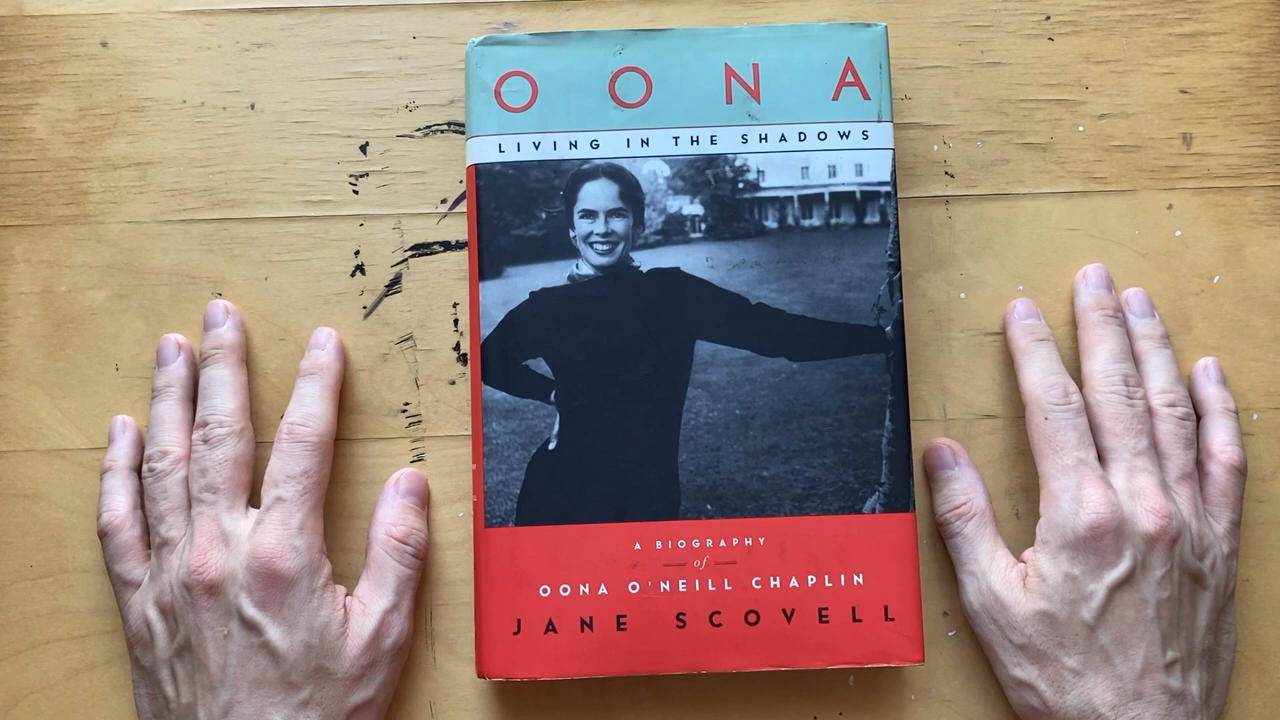 OONA
LIVING IN THE SHADOWS
A BIOGRAPHY
of
OONA O'NEILL CHAPLIN
JANE SCOVELL